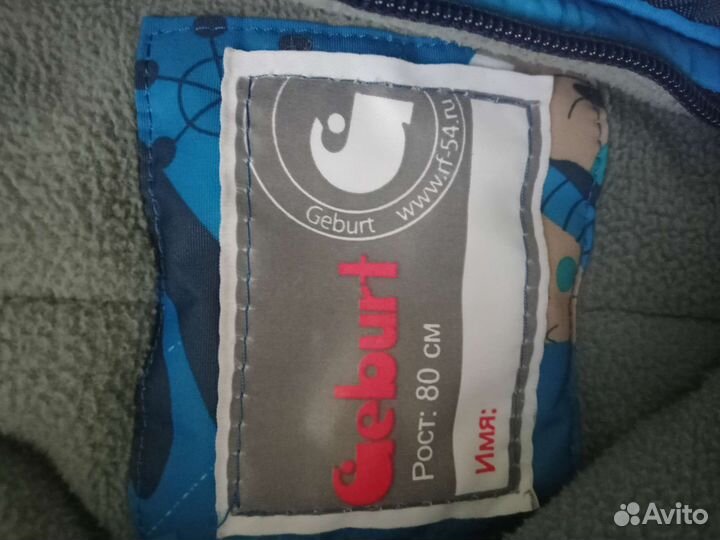 Geburt
www.rf-54.ru
Geburt
Рост: 80 см
Имя:
Avito